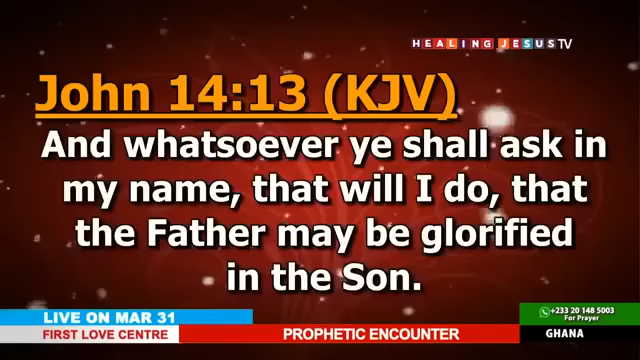 HEALING JESUS TV
John 14:13 (KJV)
And whatsoever ye shall ask in
my name, that will I do, that
the Father may be glorified
in the Son.
LIVE ON MAR 31
+233 20 148 5003
For Prayer
FIRST LOVE CENTRE
PROPHETIC ENCOUNTER
GHANA